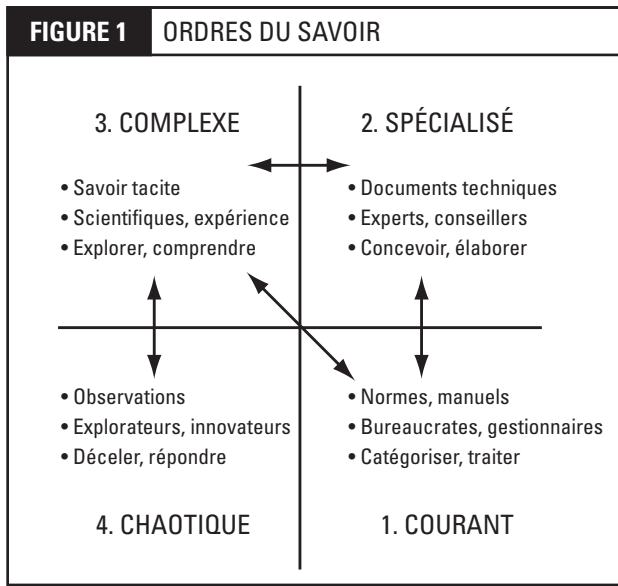 FIGURE 1 ORDRES DU SAVOIR
3. COMPLEXE
• Savoir tacite
• Scientifiques, expérience
• Explorer, comprendre
2. SPÉCIALISÉ
• Documents techniques
• Experts, conseillers
• Concevoir, élaborer
• Observations
• Explorateurs, innovateurs
• Déceler, répondre
4. CHAOTIQUE
• Normes, manuels
• Bureaucrates, gestionnaires
• Catégoriser, traiter
1. COURANT